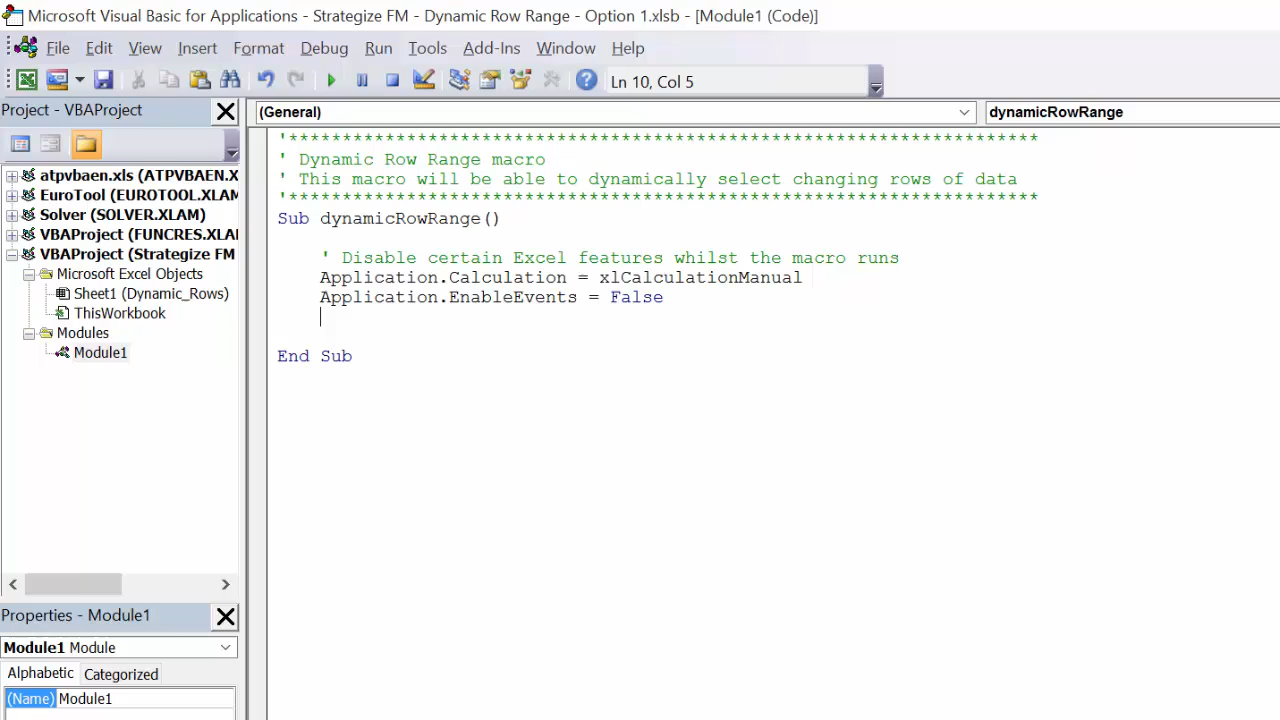 Microsoft Visual Basic for Applications - Strategize FM - Dynamic Row Range - Option 1.xlsb - [Module1 (Code)]
File Edit View Insert Format Debug Run Tools Add-Ins Window Help
Ln 10, Col 5
Project - VBAProject
(General)
dynamicRowRange
atpvbaen.xls (ATPVBAEN.X
EuroTool (EUROTOOL.XLAM)
Solver (SOLVER.XLAM)
VBAProject (FUNCRES.XLA
VBAProject (Strategize FM
Microsoft Excel Objects
Sheet1 (Dynamic_Rows)
ThisWorkbook
Modules
Module1
'**********************************************************************
' Dynamic Row Range macro
' This macro will be able to dynamically select changing rows of data
'**********************************************************************
Sub dynamicRowRange()
' Disable certain Excel features whilst the macro runs
Application.Calculation = xlCalculationManual
Application.EnableEvents = False
End Sub
Properties - Module1
Module1 Module
Alphabetic Categorized
(Name) Module1